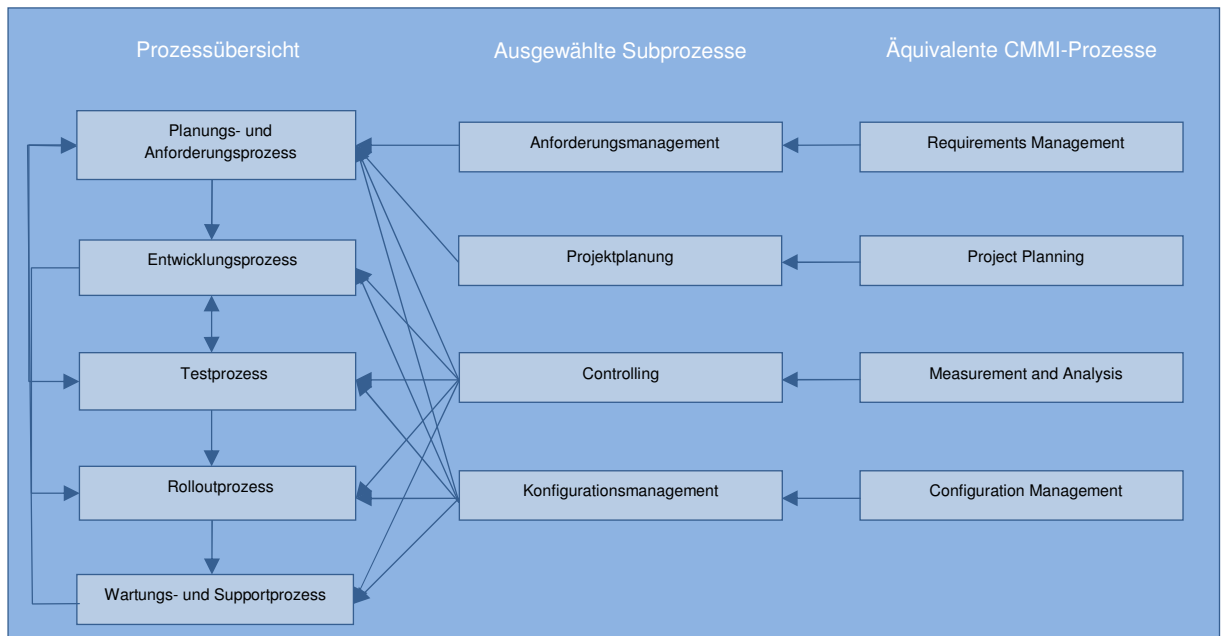 Prozessübersicht
Ausgewählte Subprozesse
Äquivalente CMMI-Prozesse
Planungs- und
Anforderungsprozess
Anforderungsmanagement
Requirements Management
Entwicklungsprozess
Projektplanung
Project Planning
Testprozess
Controlling
Measurement and Analysis
Rolloutprozess
Konfigurationsmanagement
Configuration Management
Wartungs- und Supportprozess